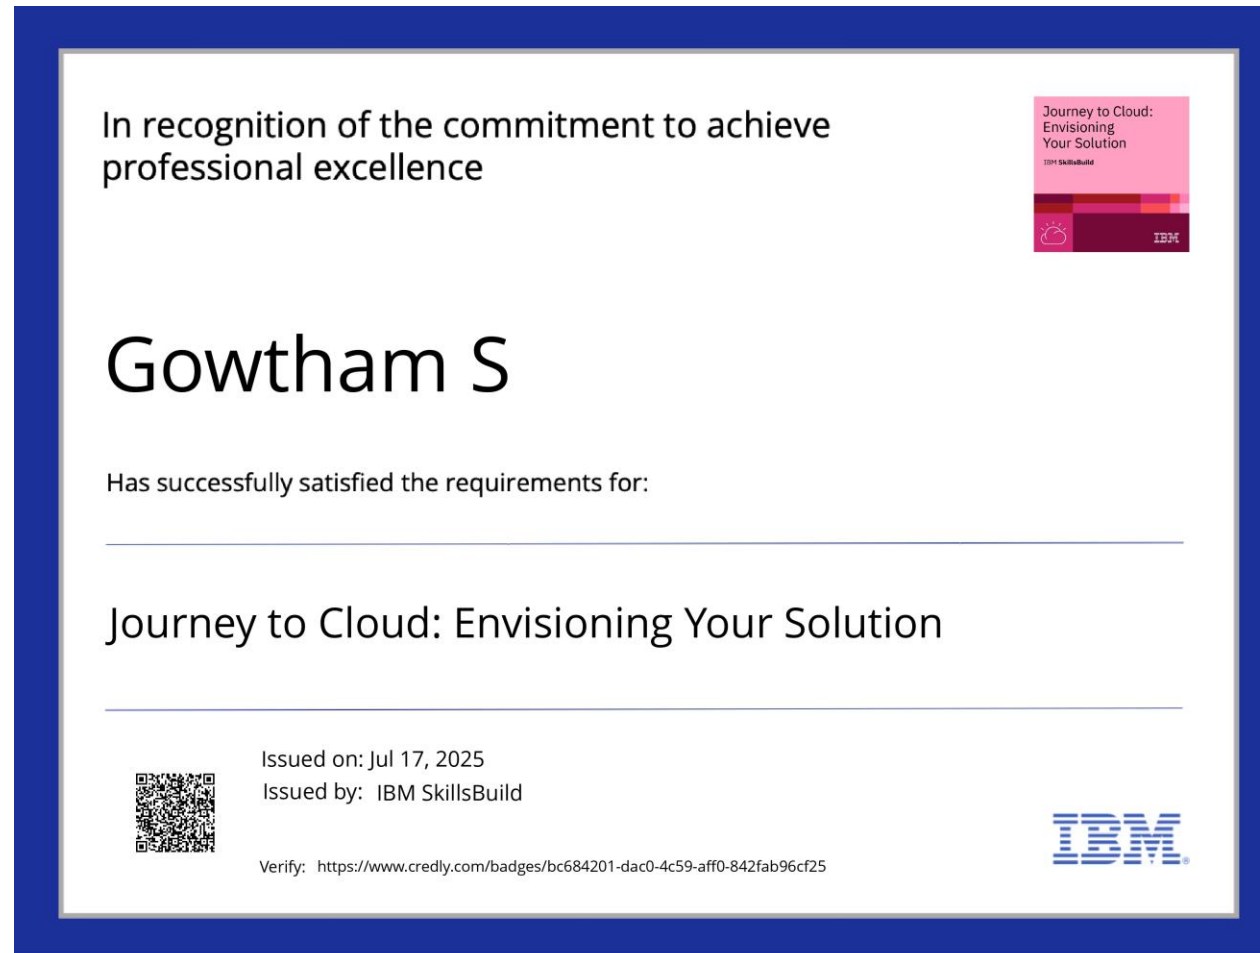 In recognition of the commitment to achieve
professional excellence
Journey to Cloud:
Envisioning
Your Solution
IBM SkillsBuild
IBM
Gowtham S
Has successfully satisfied the requirements for:
Journey to Cloud: Envisioning Your Solution
Issued on: Jul 17, 2025
Issued by: IBM SkillsBuild
Verify: https://www.credly.com/badges/bc684201-dac0-4c59-aff0-842fab96cf25
IBM®